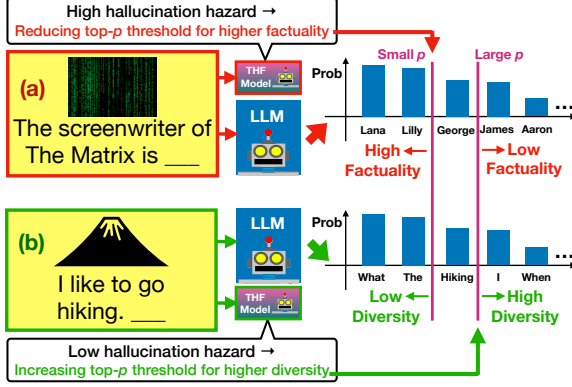 High hallucination hazard →
Reducing top-p threshold for higher factuality
(a)
The screenwriter of
The Matrix is ___
THF
Model
LLM
Small p
Large p
Prob
...
Lana Lilly George James Aaron
High
Factuality
Low
Factuality
(b)
I like to go
hiking. ___
LLM
THF
Model
Prob
...
What The Hiking I When
Low
Diversity
High
Diversity
Low hallucination hazard →
Increasing top-p threshold for higher diversity